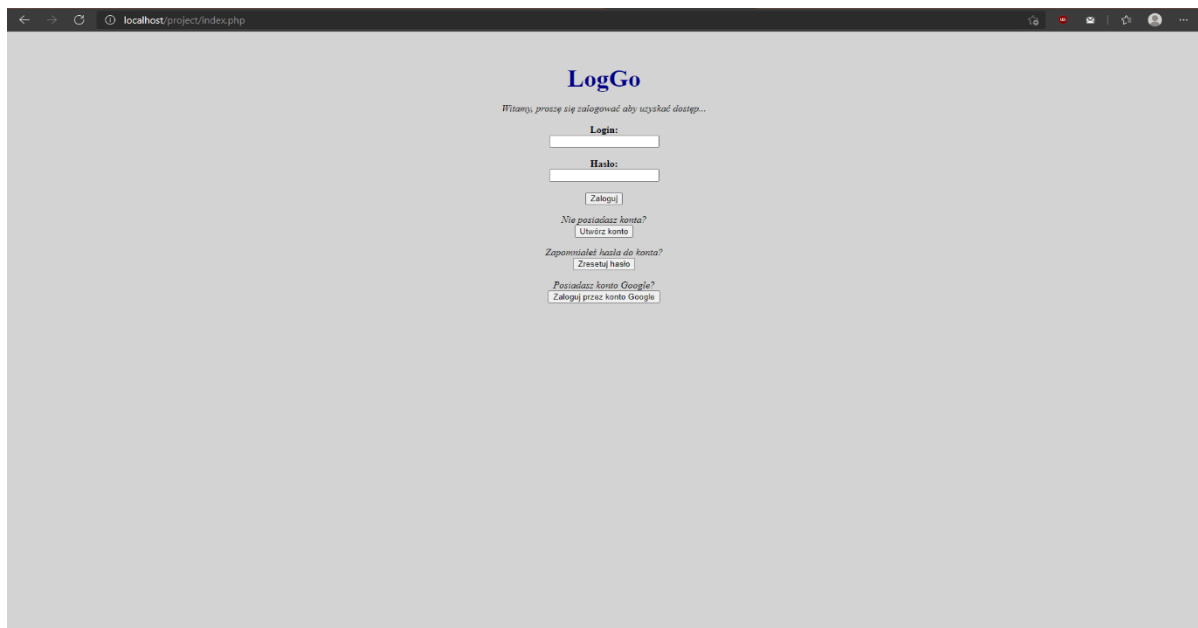 localhost/project/index.php
LogGo
Witamy, proszę się zalogować aby uzyskać dostęp...
Login:
Hasło:
Zaloguj
Nie posiadasz konta?
Utwórz konto
Zapomniałeś hasła do konta?
Zresetuj hasło
Posiadasz konto Google?
Zaloguj przez konto Google